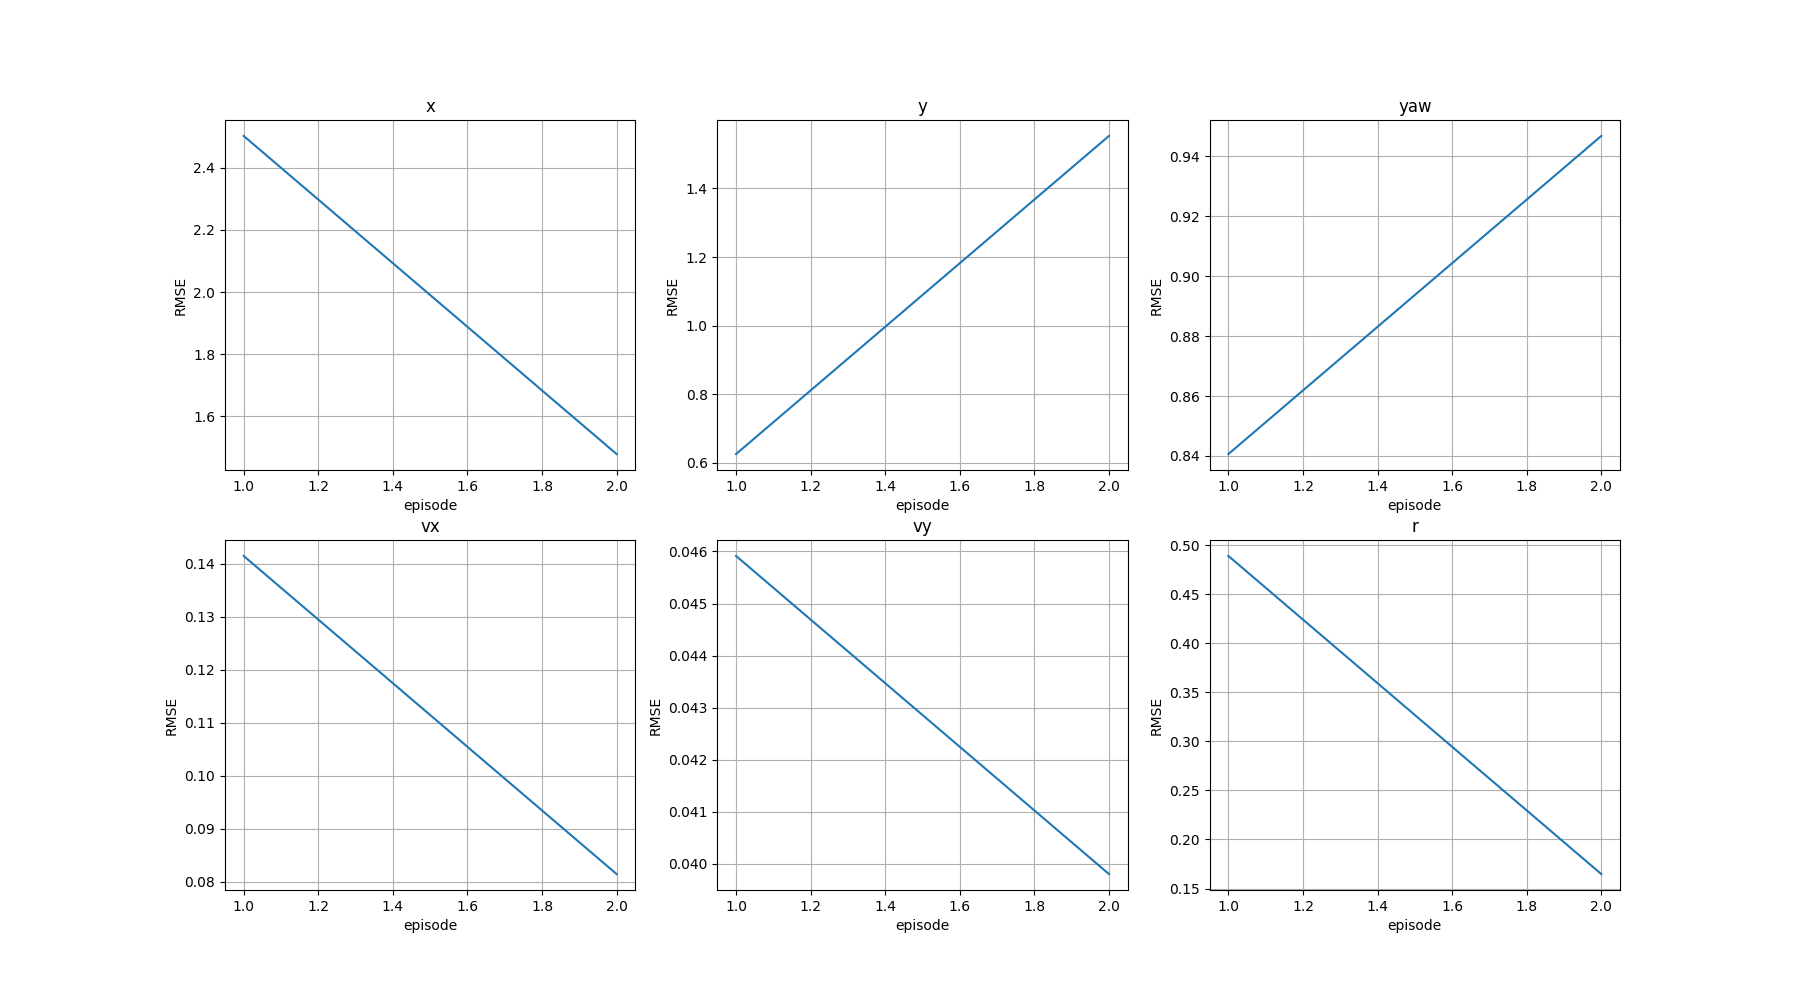 x
y
yaw
RMSE
2.4
2.2
2.0
1.8
1.6
1.0 1.2 1.4 1.6 1.8 2.0
episode
RMSE
1.4
1.2
1.0
0.8
0.6
1.0 1.2 1.4 1.6 1.8 2.0
episode
RMSE
0.94
0.92
0.90
0.88
0.86
0.84
1.0 1.2 1.4 1.6 1.8 2.0
episode
vx
vy
r
RMSE
0.14
0.13
0.12
0.11
0.10
0.09
0.08
1.0 1.2 1.4 1.6 1.8 2.0
episode
RMSE
0.046
0.045
0.044
0.043
0.042
0.041
0.040
1.0 1.2 1.4 1.6 1.8 2.0
episode
RMSE
0.50
0.45
0.40
0.35
0.30
0.25
0.20
0.15
1.0 1.2 1.4 1.6 1.8 2.0
episode